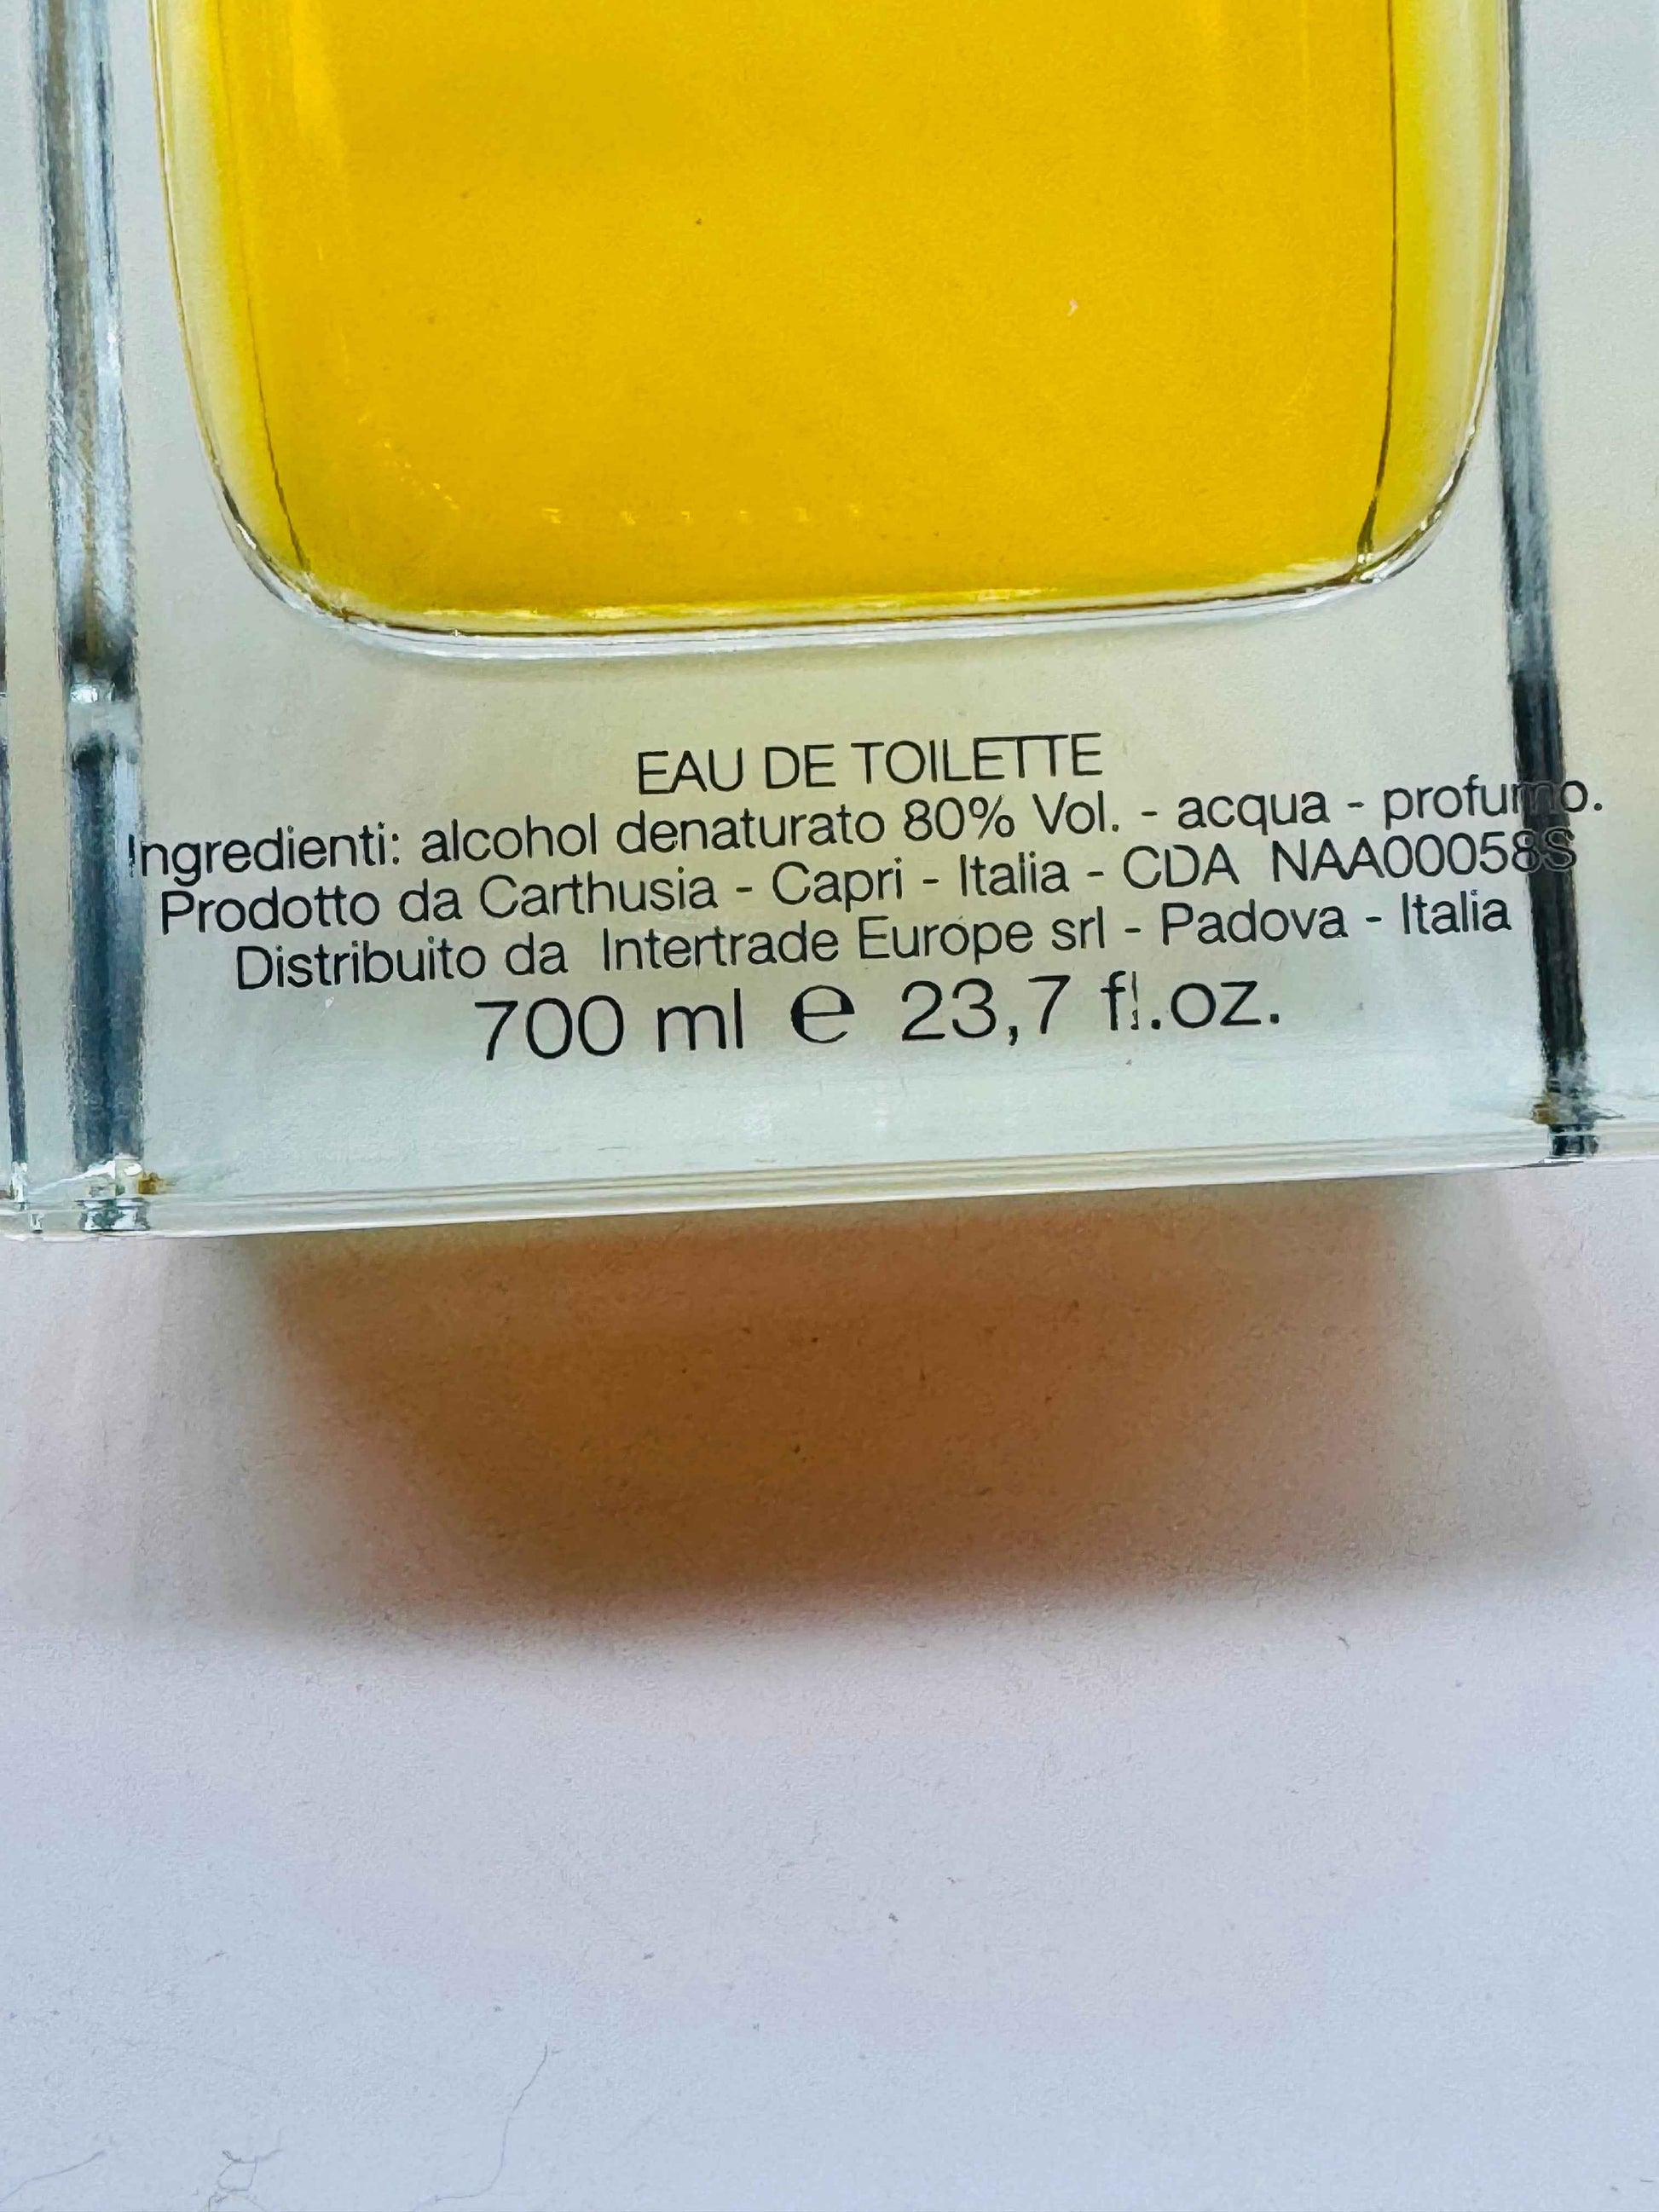 EAU DE TOILETTE
Ingredienti: alcohol denaturato 80% Vol. - acqua - profumo.
Prodotto da Carthusia - Capri - Italia - CDA NAA00058S
Distribuito da Intertrade Europe srl - Padova - Italia
700 ml e 23,7 fl.oz.